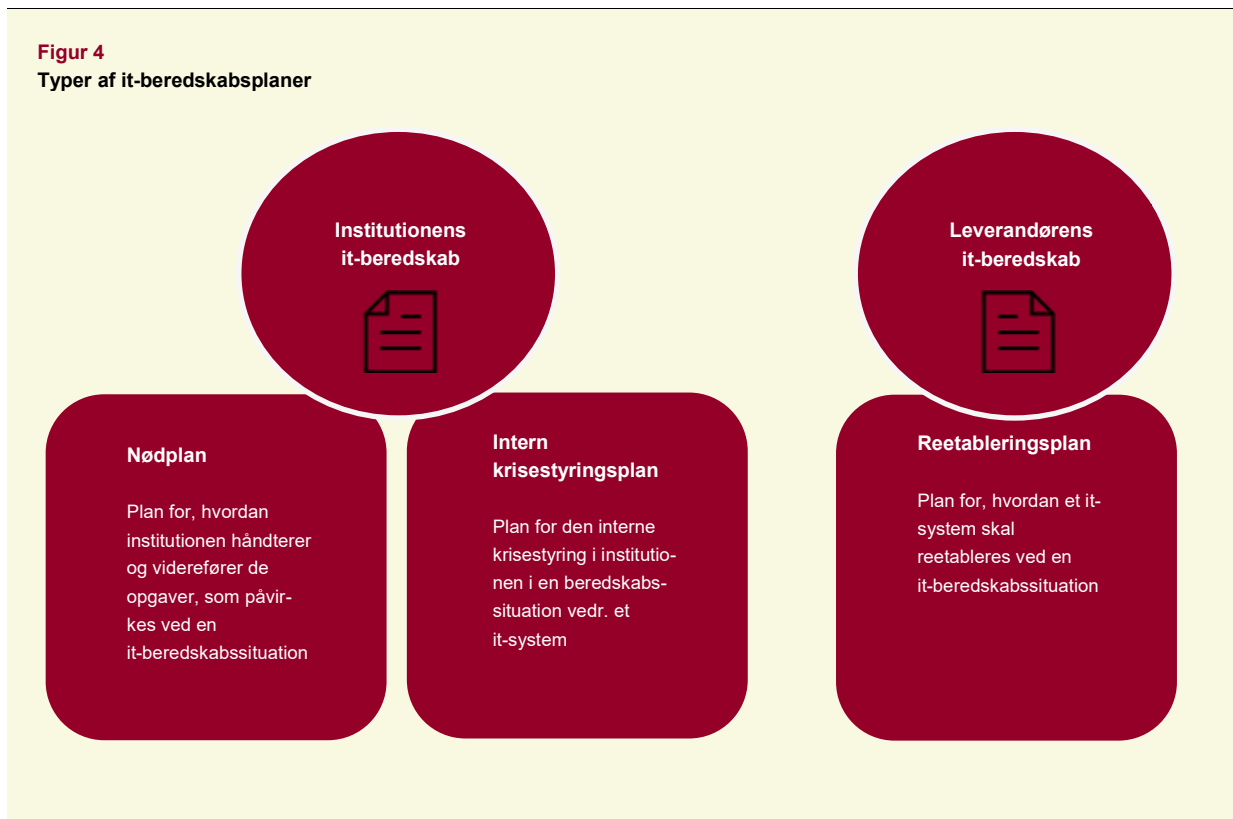 Figur 4
Typer af it-beredskabsplaner
Institutionens
it-beredskab
Nødplan
Plan for, hvordan
institutionen håndterer
og viderefører de
opgaver, som påvir-
kes ved en
it-beredskabssituation
Intern
krisestyringsplan
Plan for den interne
krisestyring i institutio-
nen i en beredskabs-
situation vedr. et
it-system
Leverandørens
it-beredskab
Reetableringsplan
Plan for, hvordan et it-
system skal
reetableres ved en
it-beredskabssituation